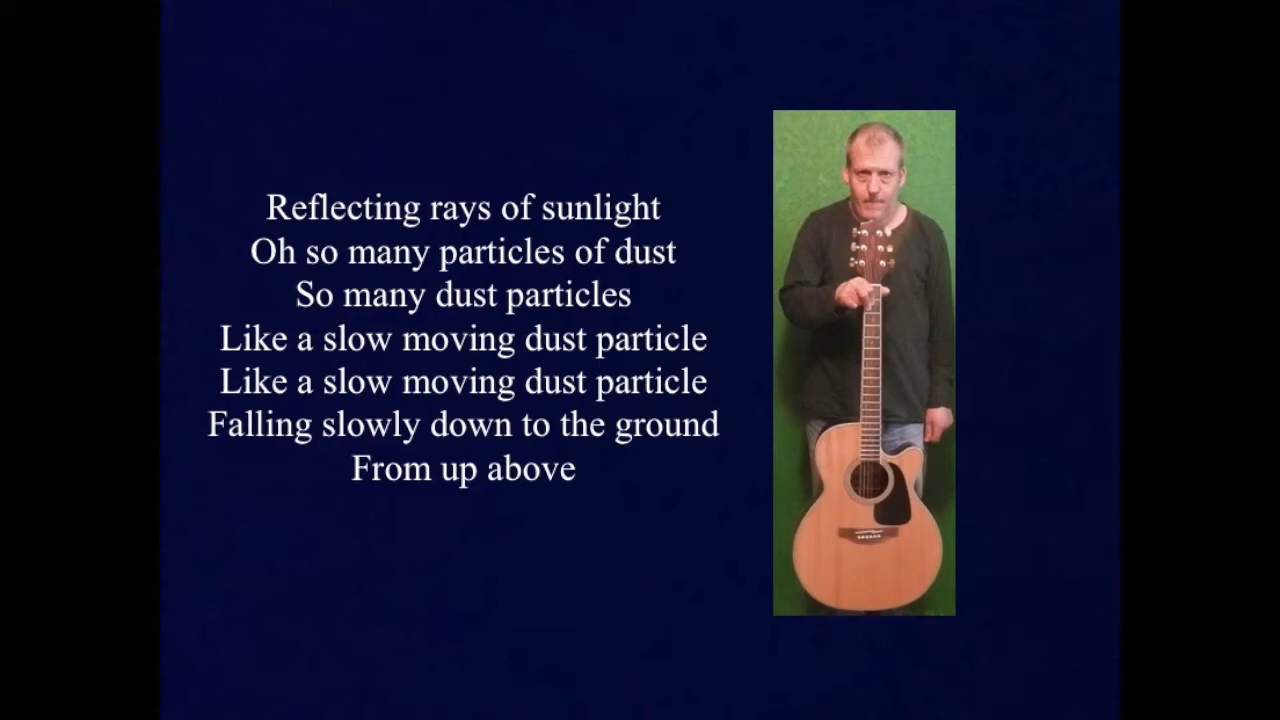 Reflecting rays of sunlight
Oh so many particles of dust
So many dust particles
Like a slow moving dust particle
Like a slow moving dust particle
Falling slowly down to the ground
From up above